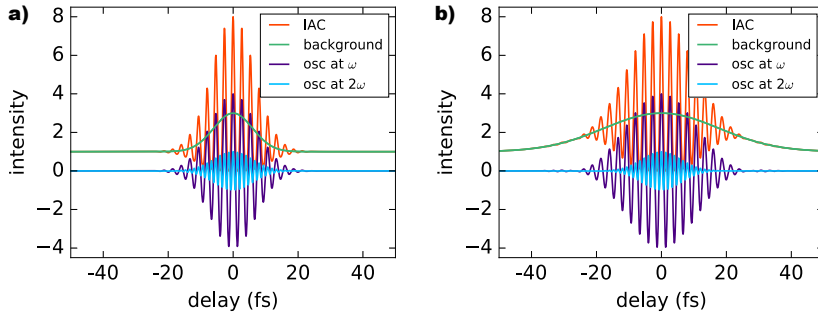 a)
8
6
4
2
0
−2
−4
intensity
IAC
background
osc at ω
osc at 2ω
−40
−20
0
20
40
delay (fs)
b)
8
6
4
2
0
−2
−4
intensity
IAC
background
osc at ω
osc at 2ω
−40
−20
0
20
40
delay (fs)